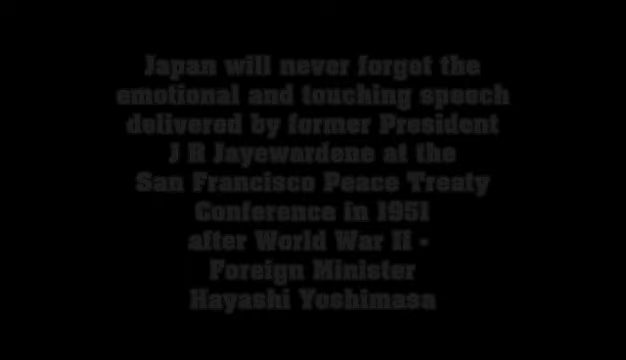 Japan will never forget the
emotional and touching speech
delivered by former President
J R Jayewardene at the
San Francisco Peace Treaty
Conference in 1951
after World War II -
Foreign Minister
Hayashi Yoshimasa